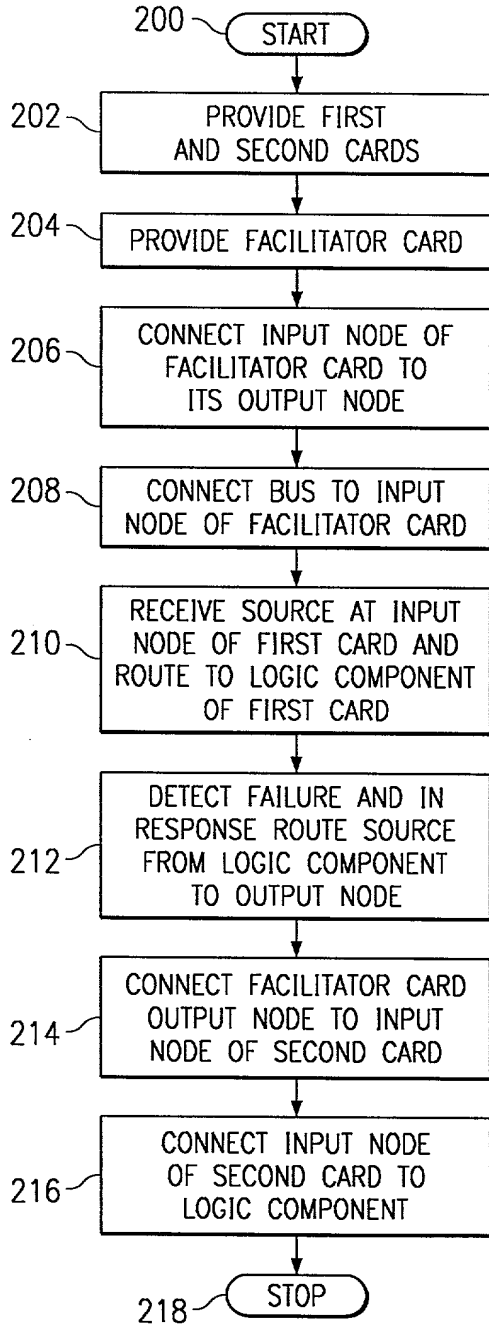 200 START
202 PROVIDE FIRST
AND SECOND CARDS
204 PROVIDE FACILITATOR CARD
206 CONNECT INPUT NODE OF
FACILITATOR CARD TO
ITS OUTPUT NODE
208 CONNECT BUS TO INPUT
NODE OF FACILITATOR CARD
210 RECEIVE SOURCE AT INPUT
NODE OF FIRST CARD AND
ROUTE TO LOGIC COMPONENT
OF FIRST CARD
212 DETECT FAILURE AND IN
RESPONSE ROUTE SOURCE
FROM LOGIC COMPONENT
TO OUTPUT NODE
214 CONNECT FACILITATOR CARD
OUTPUT NODE TO INPUT
NODE OF SECOND CARD
216 CONNECT INPUT NODE
OF SECOND CARD TO
LOGIC COMPONENT
218 STOP